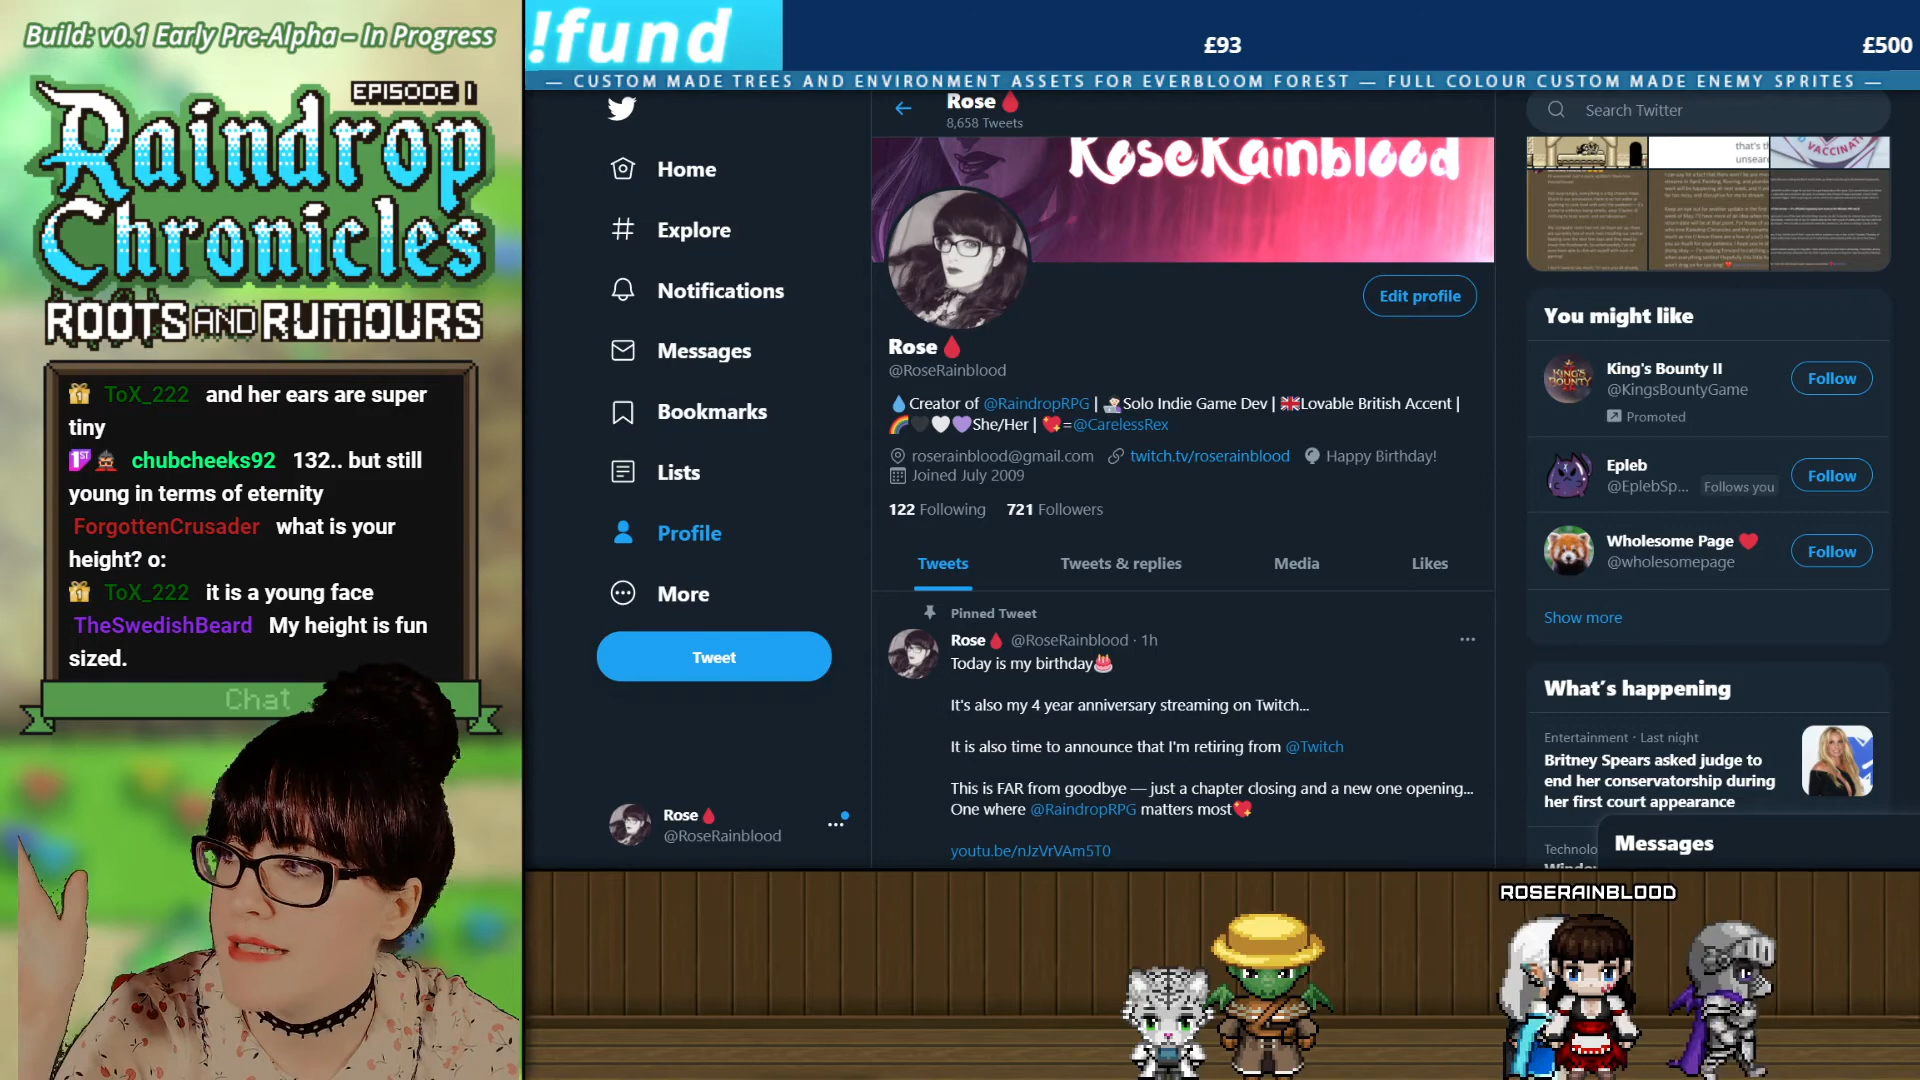 Build: v0.1 Early Pre-Alpha – In Progress
EPISODE I
Raindrop
Chronicles
ROOTS AND RUMOURS
ToX_222 and her ears are super
tiny
1ST chubcheeks92 132.. but still
young in terms of eternity
ForgottenCrusader what is your
height? o:
ToX_222 it is a young face
TheSwedishBeard My height is fun
sized.
Chat
!fund
£93
£500
— CUSTOM MADE TREES AND ENVIRONMENT ASSETS FOR EVERBLOOM FOREST — FULL COLOUR CUSTOM MADE ENEMY SPRITES —
Home
Explore
Notifications
Messages
Bookmarks
Lists
Profile
More
Tweet
Rose
@RoseRainblood
Rose
8,658 Tweets
RoseRainblood
Edit profile
Rose
@RoseRainblood
Creator of @RaindropRPG | Solo Indie Game Dev | Lovable British Accent |
She/Her | =@CarelessRex
roserainblood@gmail.com twitch.tv/roserainblood Happy Birthday!
Joined July 2009
122 Following 721 Followers
Tweets Tweets & replies Media Likes
Pinned Tweet
Rose @RoseRainblood · 1h
Today is my birthday
It's also my 4 year anniversary streaming on Twitch...
It is also time to announce that I'm retiring from @Twitch
This is FAR from goodbye — just a chapter closing and a new one opening...
One where @RaindropRPG matters most
youtu.be/nJzVrVAm5T0
Search Twitter
that's th
unsear
VACCINATI
You might like
King's Bounty II
@KingsBountyGame
Promoted
KING'S
BOUNTY
Follow
Epleb
@EplebSp... Follows you
Follow
Wholesome Page
@wholesomepage
Follow
Show more
What's happening
Entertainment · Last night
Britney Spears asked judge to
end her conservatorship during
her first court appearance
Technolo
Messages
ROSERAINBLOOD